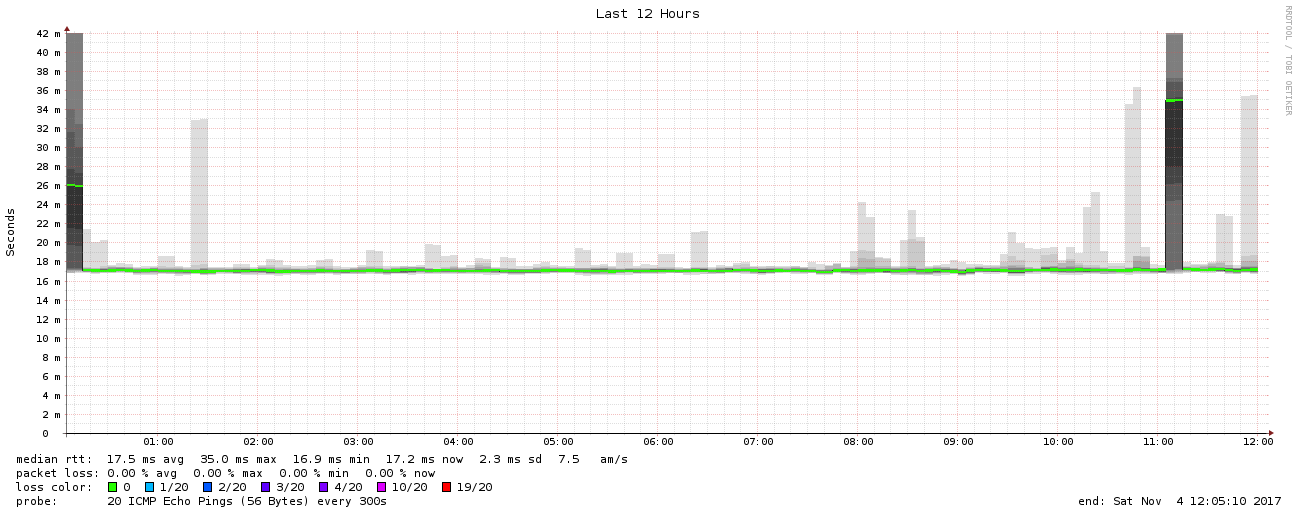 Last 12 Hours
RRDTOOL / TOBI OETIKER
Seconds
42 m
40 m
38 m
36 m
34 m
32 m
30 m
28 m
26 m
24 m
22 m
20 m
18 m
16 m
14 m
12 m
10 m
8 m
6 m
4 m
2 m
0
01:00 02:00 03:00 04:00 05:00 06:00 07:00 08:00 09:00 10:00 11:00 12:00
median rtt: 17.5 ms avg 35.0 ms max 16.9 ms min 17.2 ms now 2.3 ms sd 7.5 am/s
packet loss: 0.00 % avg 0.00 % max 0.00 % min 0.00 % now
loss color: 0 1/20 2/20 3/20 4/20 10/20 19/20
probe: 20 ICMP Echo Pings (56 Bytes) every 300s end: Sat Nov 4 12:05:10 2017